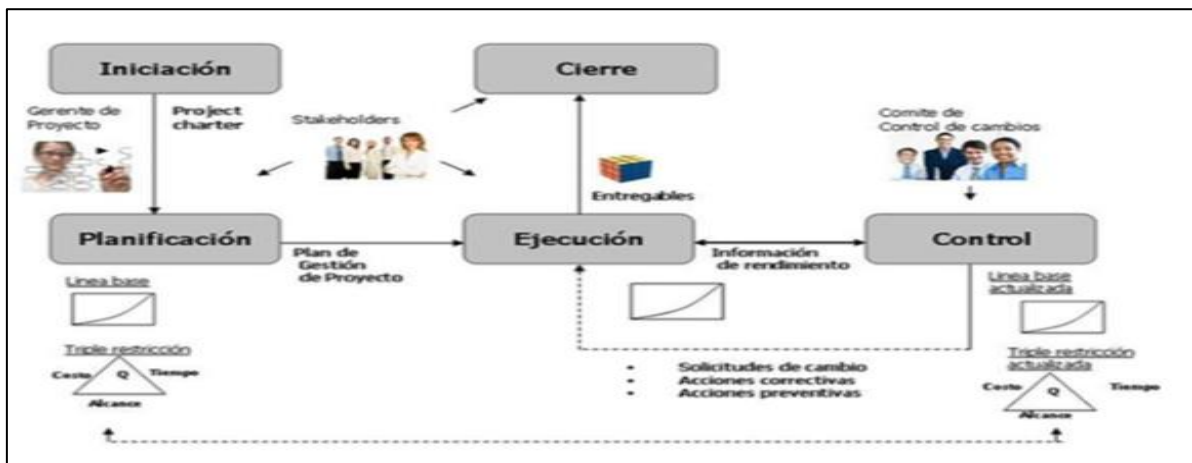 Iniciación
Cierre
Gerente de
Proyecto
Project
charter
Stakeholders
Comite de
Control de cambios
Entregables
Planificación
Ejecución
Control
Plan de
Gestión
de Proyecto
Información
de rendimiento
Linea base
Linea base
actualizada
Triple restricción
Costo
Q
Tiempo
Alcance
• Solicitudes de cambio
• Acciones correctivas
• Acciones preventivas
Triple restricción
actualizada
Costo
Q
Tiempo
Alcance